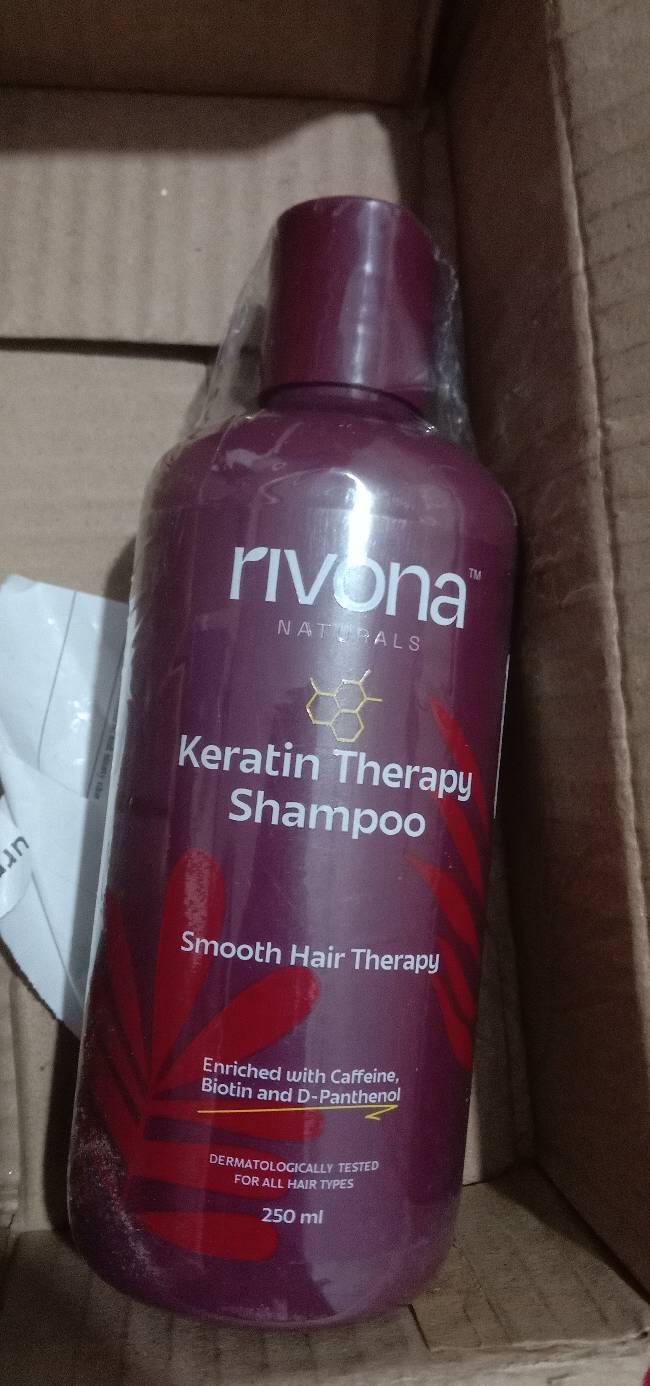 rivona™
NATURALS
Keratin Therapy
Shampoo
Smooth Hair Therapy
Enriched with Caffeine,
Biotin and D-Panthenol
DERMATOLOGICALLY TESTED
FOR ALL HAIR TYPES
250 ml